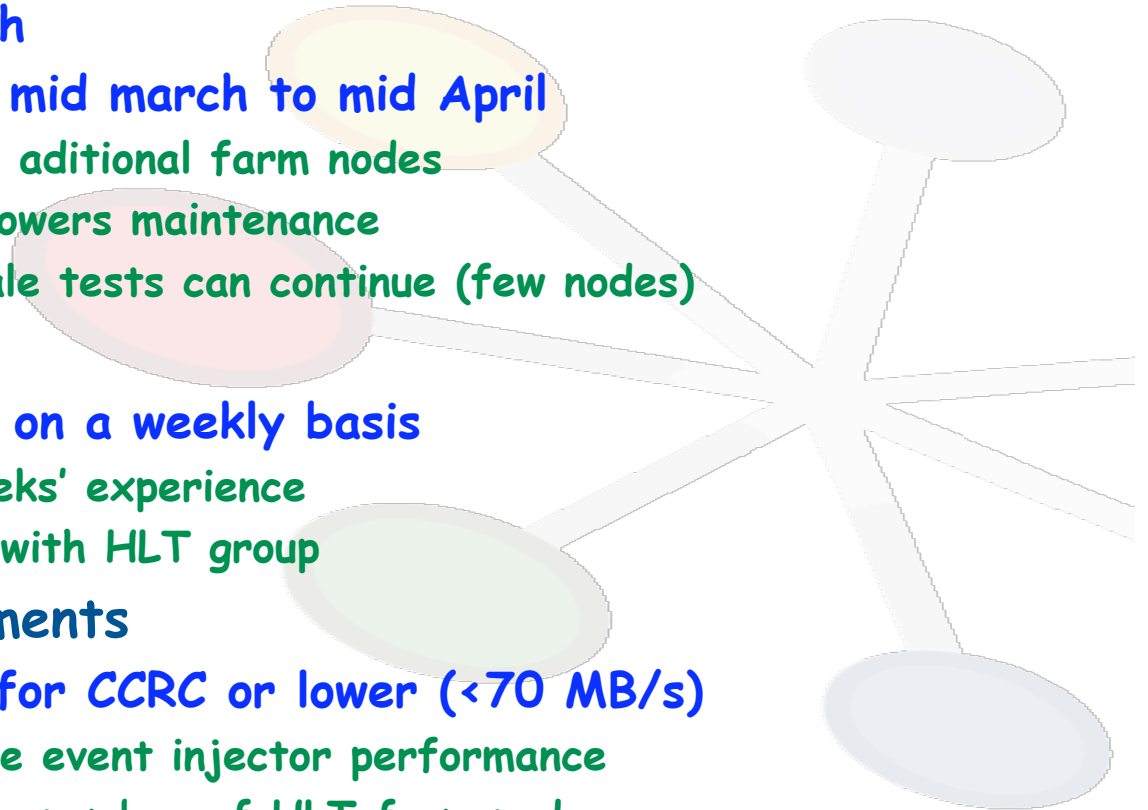 h
mid march to mid April
aditional farm nodes
owers maintenance
le tests can continue (few nodes)
on a weekly basis
eks' experience
with HLT group
ments
for CCRC or lower (<70 MB/s)
e event injector performance